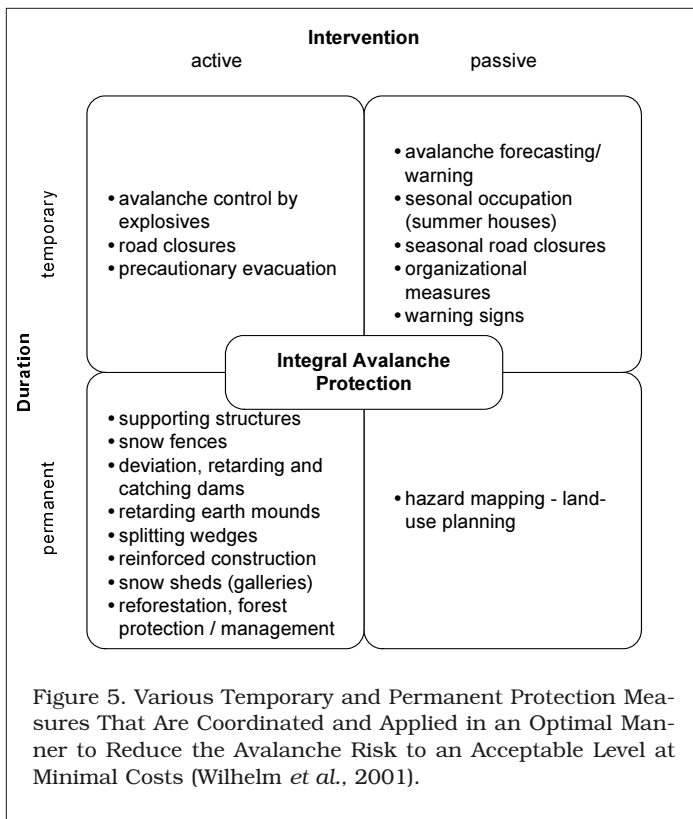 Intervention
active
passive
temporary
• avalanche control by
explosives
• road closures
• precautionary evacuation
• avalanche forecasting/
warning
• sesonal occupation
(summer houses)
• seasonal road closures
• organizational
measures
• warning signs
Integral Avalanche
Protection
Duration
permanent
• supporting structures
• snow fences
• deviation, retarding and
catching dams
• retarding earth mounds
• splitting wedges
• reinforced construction
• snow sheds (galleries)
• reforestation, forest
protection / management
• hazard mapping - land-
use planning
Figure 5. Various Temporary and Permanent Protection Mea-
sures That Are Coordinated and Applied in an Optimal Man-
ner to Reduce the Avalanche Risk to an Acceptable Level at
Minimal Costs (Wilhelm et al., 2001).